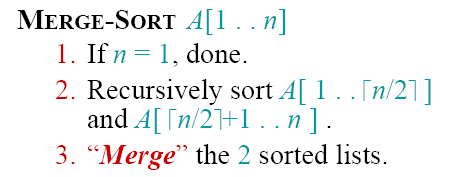 MERGE-SORT A[1 . . n]
1. If n = 1, done.
2. Recursively sort A[ 1 . . ⌈n/2⌉ ]
and A[ ⌈n/2⌉+1 . . n ] .
3. “Merge” the 2 sorted lists.